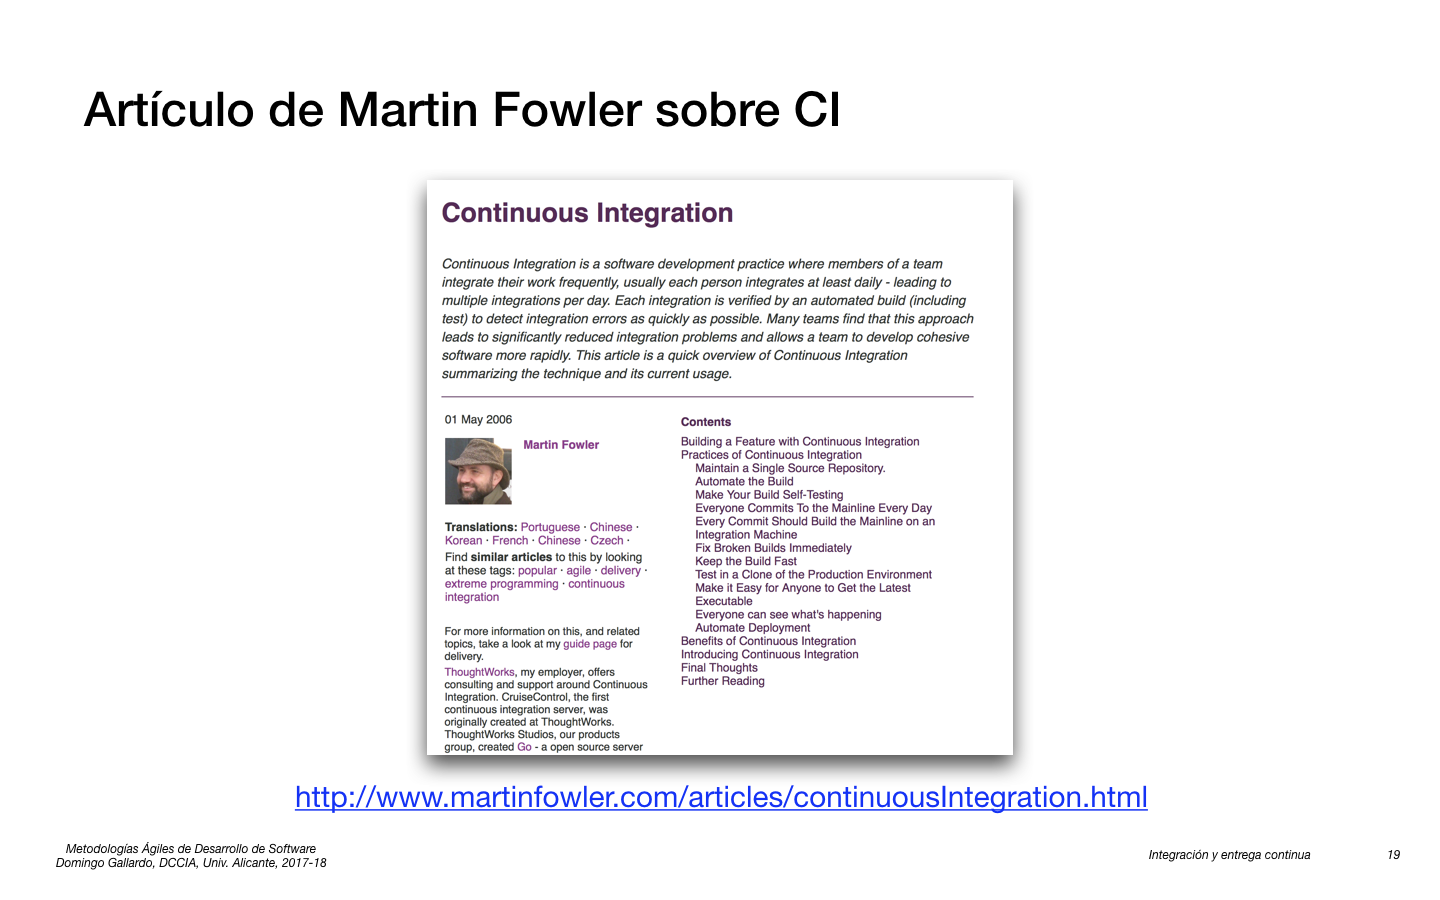 Artículo de Martin Fowler sobre CI
Continuous Integration
Continuous Integration is a software development practice where members of a team
integrate their work frequently, usually each person integrates at least daily - leading to
multiple integrations per day. Each integration is verified by an automated build (including
test) to detect integration errors as quickly as possible. Many teams find that this approach
leads to significantly reduced integration problems and allows a team to develop cohesive
software more rapidly. This article is a quick overview of Continuous Integration
summarizing the technique and its current usage.
01 May 2006
Martin Fowler
Translations: Portuguese · Chinese ·
Korean · French · Chinese · Czech ·
Find similar articles to this by looking
at these tags: popular · agile · delivery ·
extreme programming · continuous
integration
For more information on this, and related
topics, take a look at my guide page for
delivery.
ThoughtWorks, my employer, offers
consulting and support around Continuous
Integration. CruiseControl, the first
continuous integration server, was
originally created at ThoughtWorks.
ThoughtWorks Studios, our products
group, created Go - a open source server
Contents
Building a Feature with Continuous Integration
Practices of Continuous Integration
Maintain a Single Source Repository.
Automate the Build
Make Your Build Self-Testing
Everyone Commits To the Mainline Every Day
Every Commit Should Build the Mainline on an
Integration Machine
Fix Broken Builds Immediately
Keep the Build Fast
Test in a Clone of the Production Environment
Make it Easy for Anyone to Get the Latest
Executable
Everyone can see what's happening
Automate Deployment
Benefits of Continuous Integration
Introducing Continuous Integration
Final Thoughts
Further Reading
http://www.martinfowler.com/articles/continuousIntegration.html
Metodologías Ágiles de Desarrollo de Software
Domingo Gallardo, DCCIA, Univ. Alicante, 2017-18
Integración y entrega continua
19